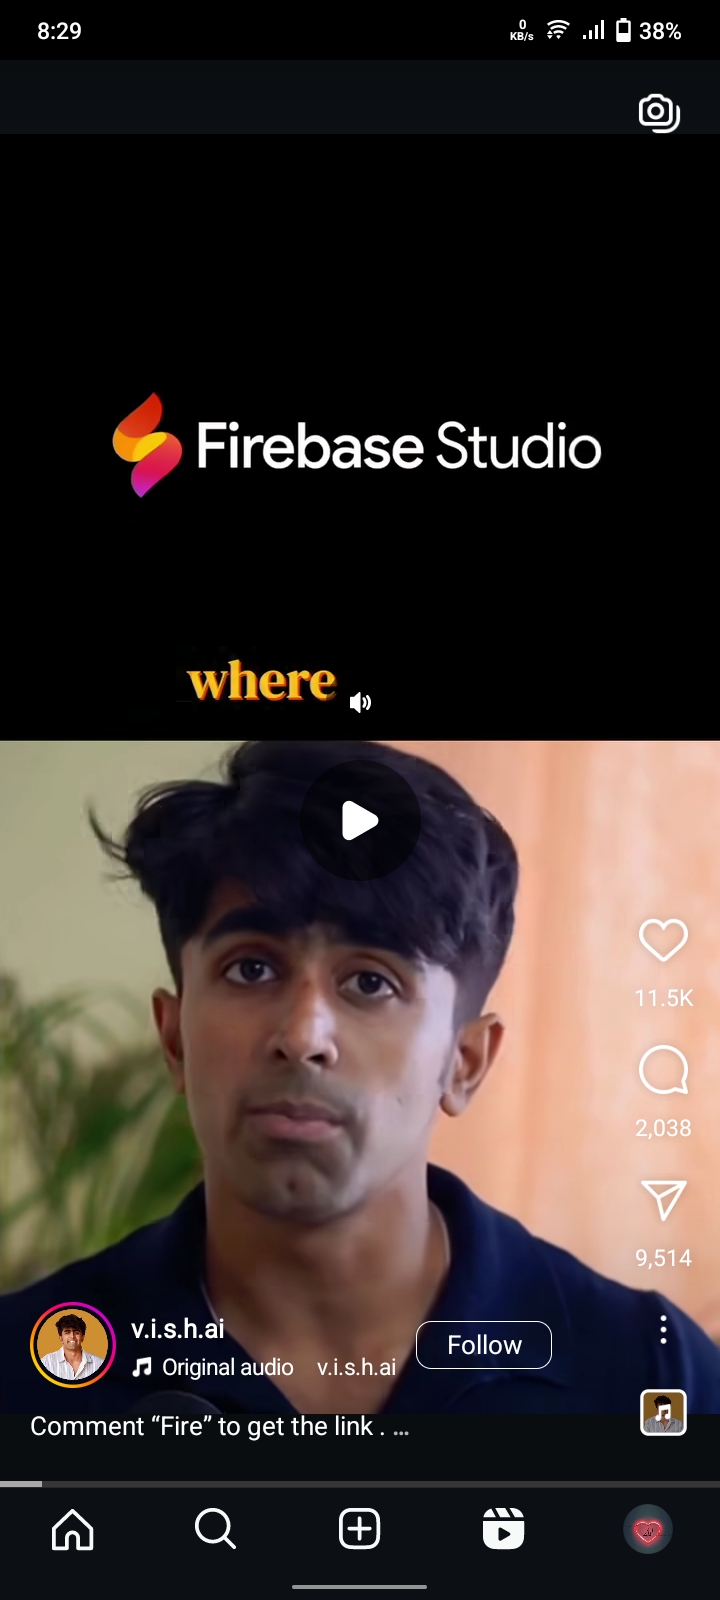 8:29
0
KB/s
38%
Firebase Studio
where
11.5K
2,038
9,514
v.i.s.h.ai
Follow
Original audio v.i.s.h.ai
Comment “Fire” to get the link . ...